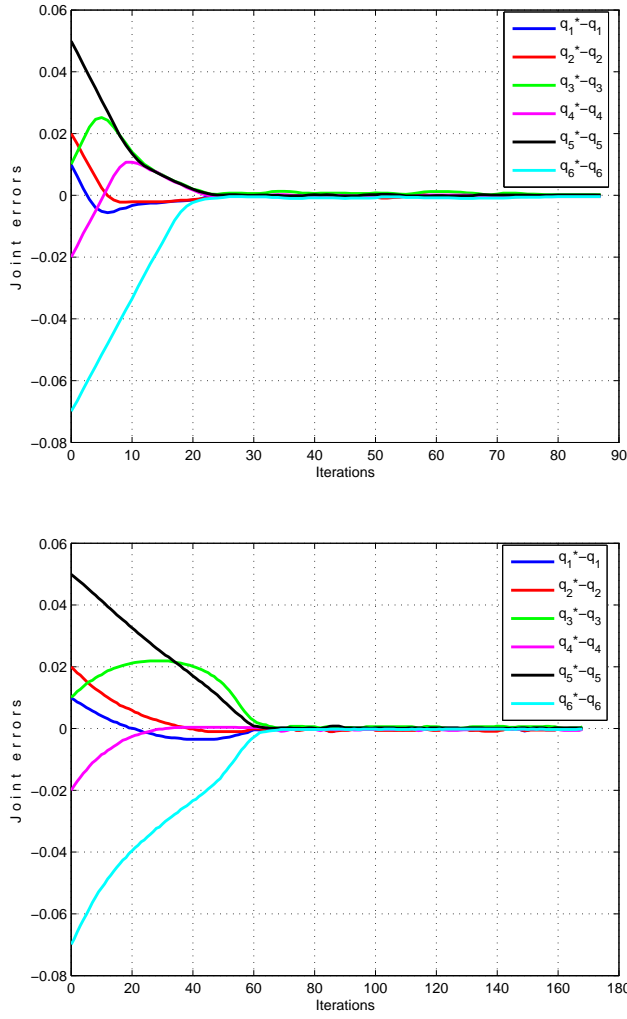 0.06
0.04
0.02
0
−0.02
−0.04
−0.06
−0.08
Joint errors
q₁*−q₁
q₂*−q₂
q₃*−q₃
q₄*−q₄
q₅*−q₅
q₆*−q₆
0 10 20 30 40 50 60 70 80 90
Iterations
0.06
0.04
0.02
0
−0.02
−0.04
−0.06
−0.08
Joint errors
q₁*−q₁
q₂*−q₂
q₃*−q₃
q₄*−q₄
q₅*−q₅
q₆*−q₆
0 20 40 60 80 100 120 140 160 180
Iterations